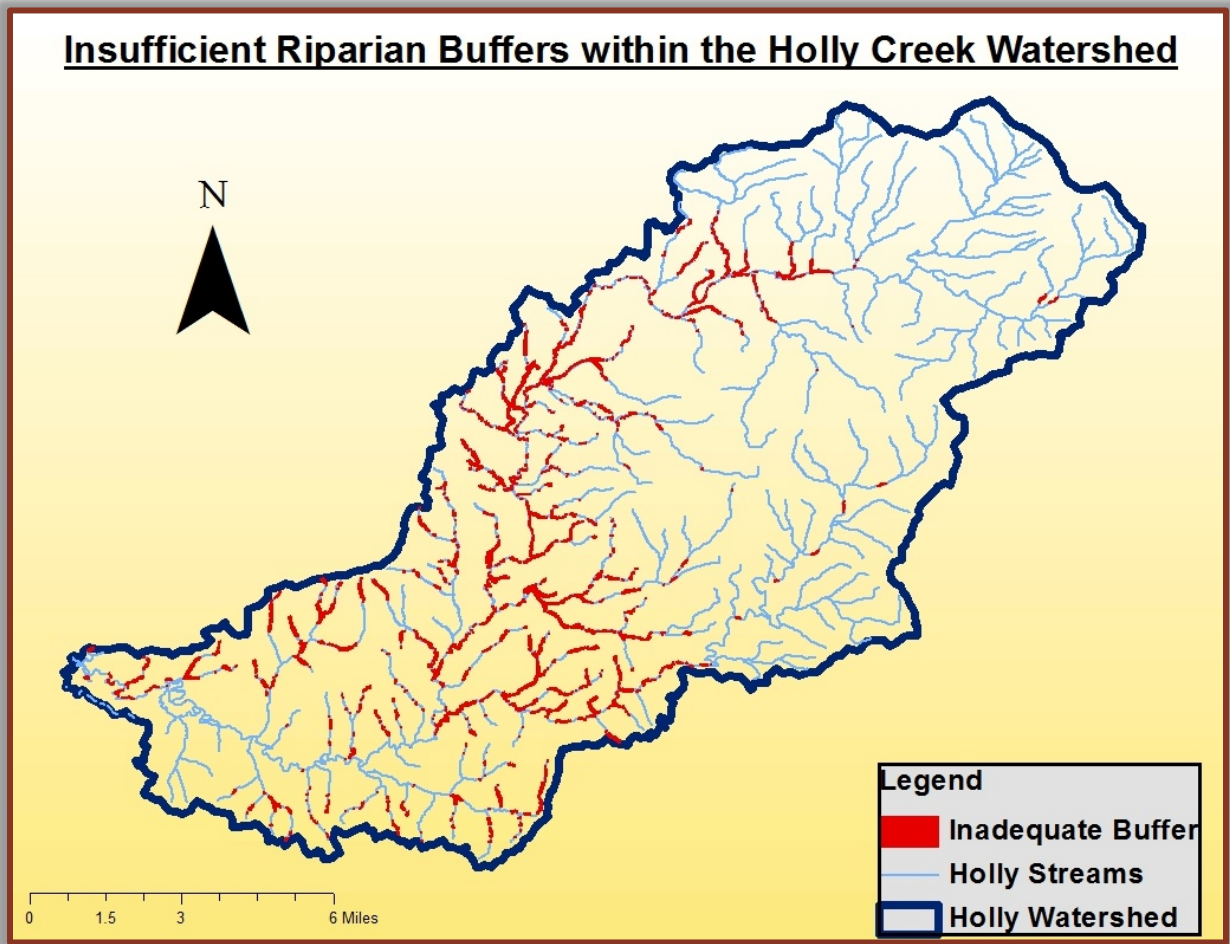 Insufficient Riparian Buffers within the Holly Creek Watershed
N
Legend
Inadequate Buffer
Holly Streams
Holly Watershed
0 1.5 3 6 Miles